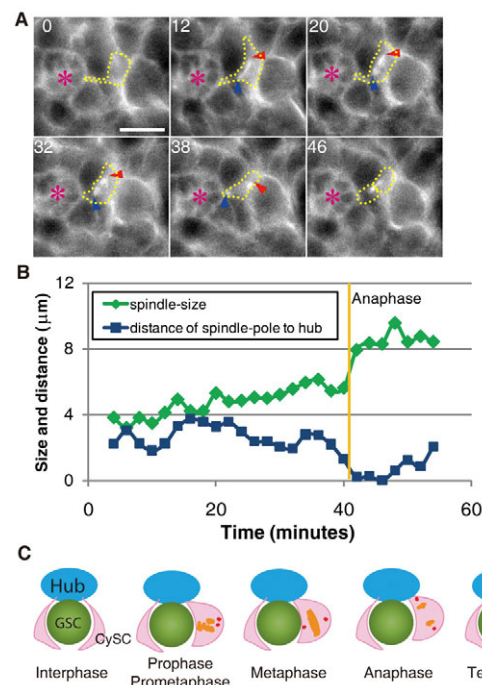 A
0
12
20
32
38
46
B
12
8
4
0
Size and distance (µm)
spindle-size
distance of spindle-pole to hub
Anaphase
0
20
40
60
Time (minutes)
C
Hub
GSC
CySC
Interphase
Prophase
Prometaphase
Metaphase
Anaphase